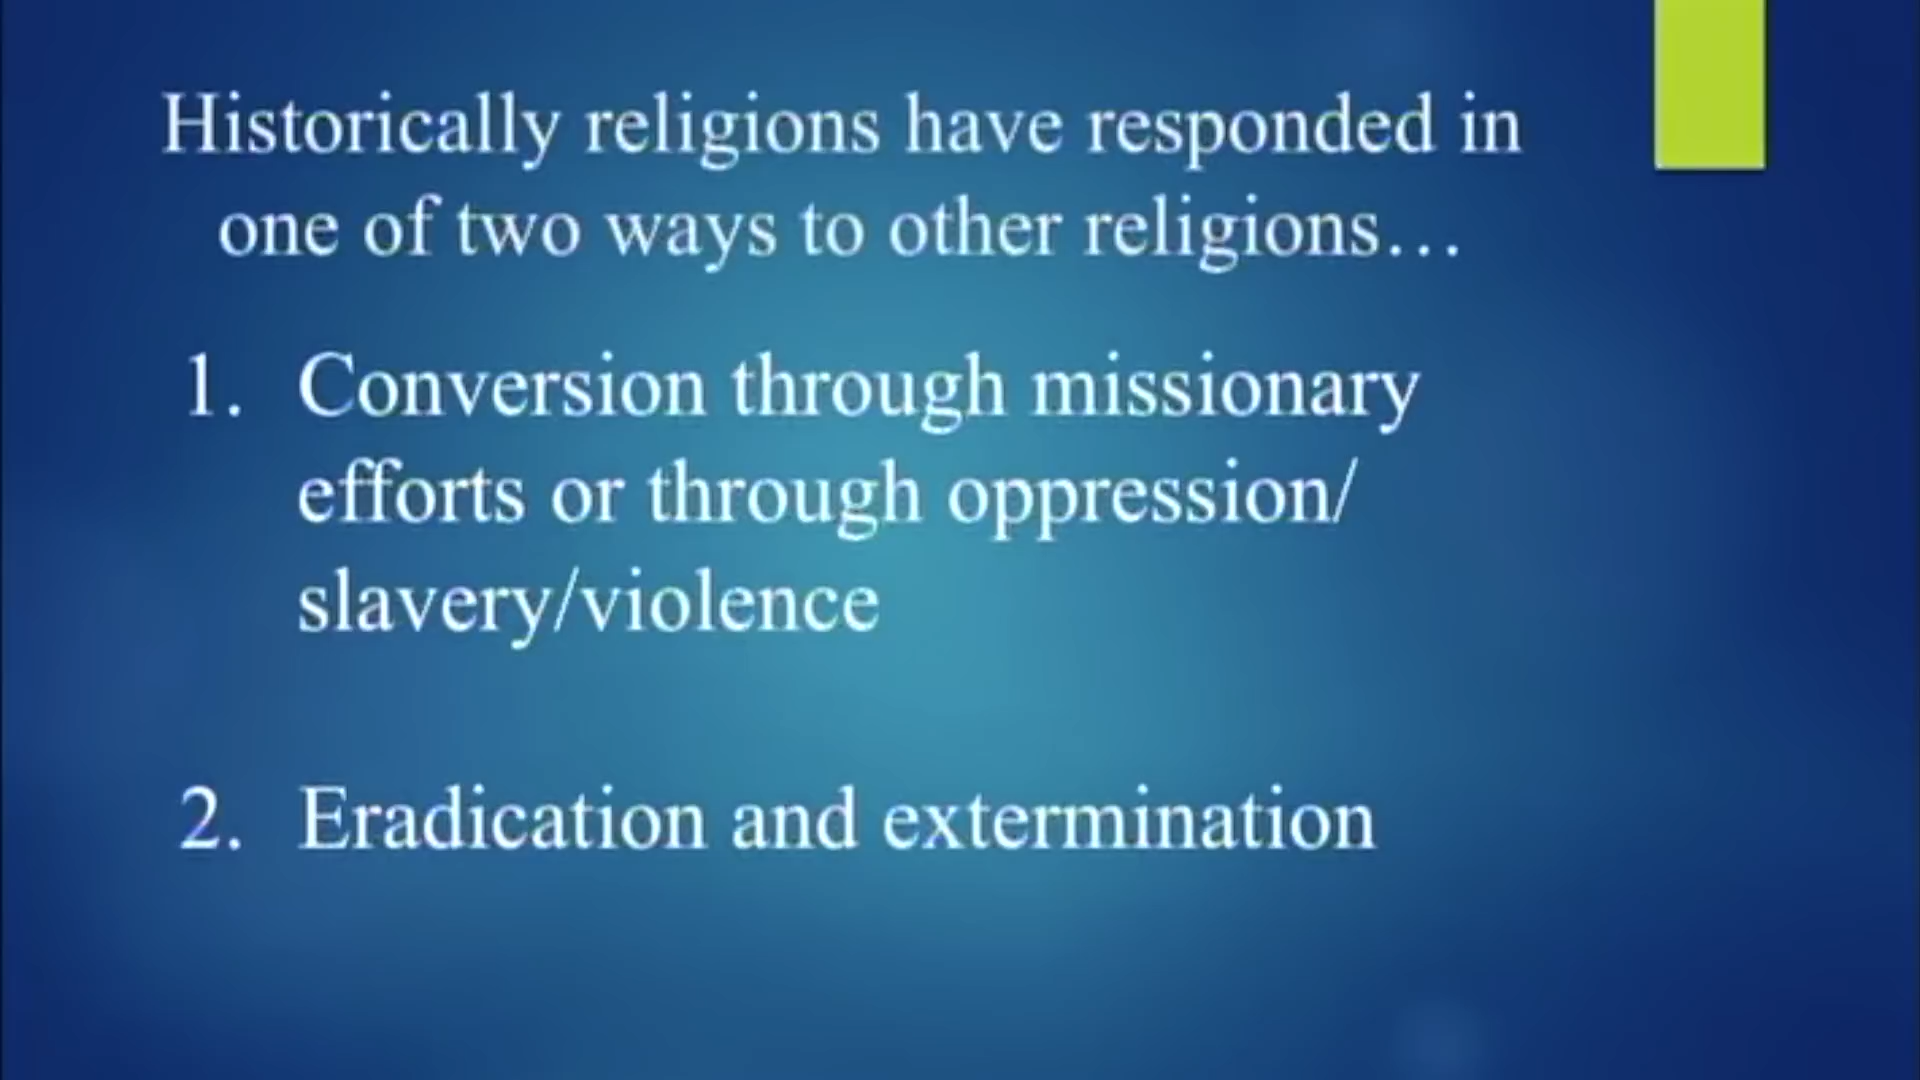 Historically religions have responded in
one of two ways to other religions…
1. Conversion through missionary
efforts or through oppression/
slavery/violence
2. Eradication and extermination